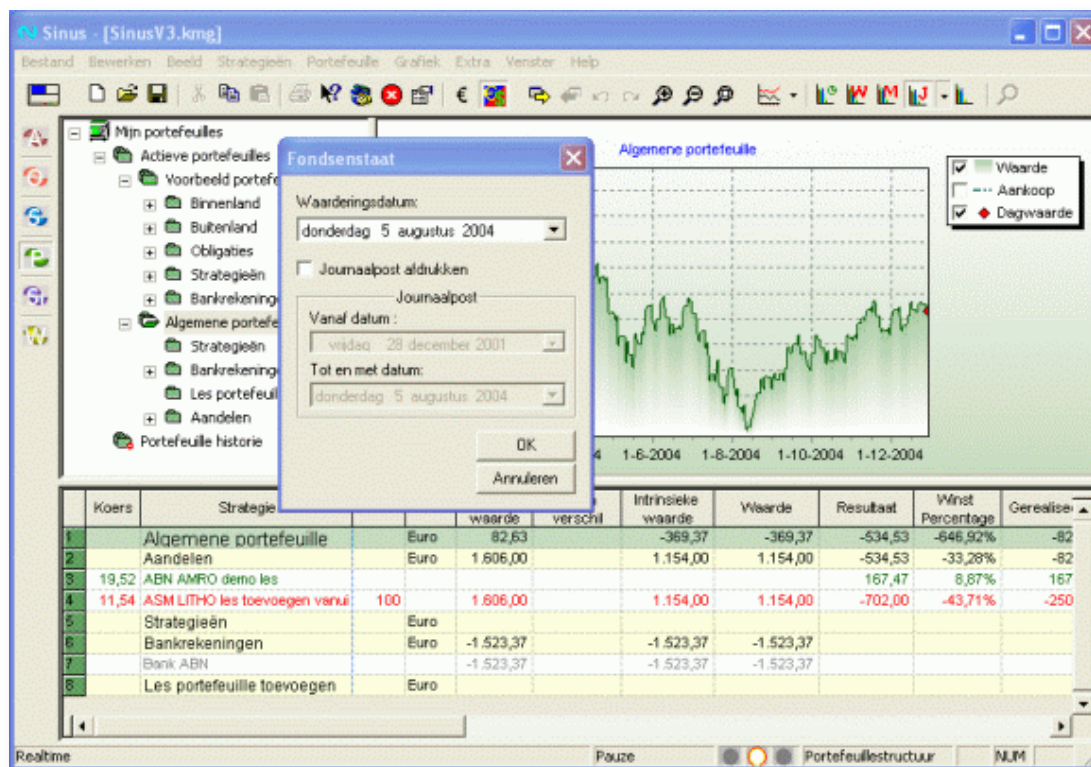 Sinus - [SinusV3.kmg]
Bestand Bewerken Beeld Strategieën Portefeuille Grafiek Extra Venster Help
Mijn portefeuilles
Actieve portefeuilles
Voorbeeld portefe
Binnenland
Buitenland
Obligaties
Strategieën
Bankrekening
Algemene portefe
Strategieën
Bankrekening
Les portefeuil
Aandelen
Portefeuille historie
Fondsenstaat
Waarderingsdatum:
donderdag 5 augustus 2004
Journaalpost afdrukken
Journaalpost
Vanaf datum :
vrijdag 28 december 2001
Tot en met datum:
donderdag 5 augustus 2004
OK
Annuleren
Algemene portefeuille
Waarde
Aankoop
Dagwaarde
4 1-6-2004 1-8-2004 1-10-2004 1-12-2004
Koers Strategie waarde verschil Intrinsieke waarde Waarde Resultaat Winst Percentage Gerealise
1 Algemene portefeuille Euro 82,63 -369,37 -369,37 -534,53 -646,92% -82
2 Aandelen Euro 1.606,00 1.154,00 1.154,00 -534,53 -33,28% -82
3 19,52 ABN AMRO demo les 167,47 8,87% 167
4 11,54 ASM LITHO les toevoegen vanui 100 1.606,00 1.154,00 1.154,00 -702,00 -43,71% -250
5 Strategieën Euro
6 Bankrekeningen Euro -1.523,37 -1.523,37 -1.523,37
7 Bank ABN -1.523,37 -1.523,37 -1.523,37
8 Les portefeuille toevoegen Euro
Realtime Pauze Portefeuillestructuur NUM